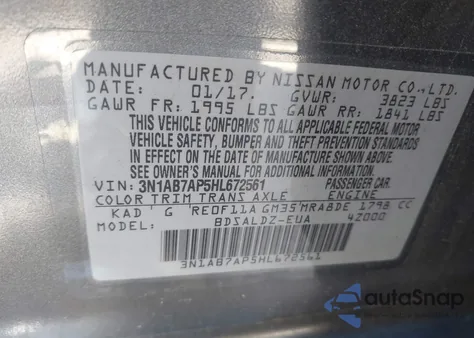 MANUFACTURED BY NISSAN MOTOR CO., LTD.
DATE: 01/17. GVWR: 3823 LBS
GAWR FR: 1995 LBS GAWR RR: 1841 LBS
THIS VEHICLE CONFORMS TO ALL APPLICABLE FEDERAL MOTOR
VEHICLE SAFETY, BUMPER AND THEFT PREVENTION STANDARDS
IN EFFECT ON THE DATE OF MANUFACTURE SHOWN ABOVE.
SEE OWNER'S MANUAL FOR ADDITIONAL INFORMATION.
VIN: 3N1AB7AP5HL672561 PASSENGER CAR.
COLOR TRIM TRANS AXLE ENGINE
KAD G RE0F11A GM35 MRA8DE 1798 CC
MODEL: BDSALDZ-EUA 42000
3N1AB7AP5HL672561
autoSnap